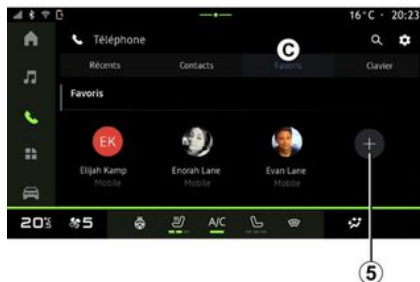 16°C · 20:23
Téléphone
C
Récents Contacts Favoris Clavier
Favoris
EK
Elijah Kamp Enorah Lane Evan Lane
Mobile Mobile Mobile
5 A/C
5